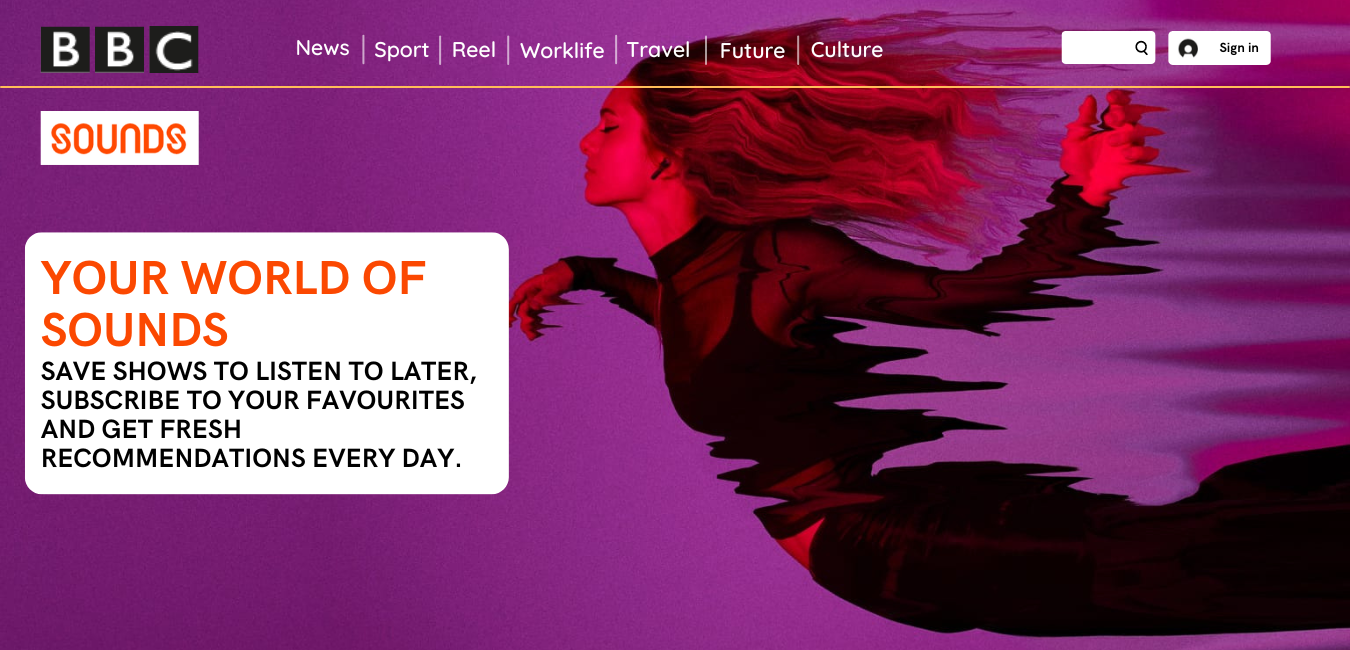 BBC
News Sport Reel Worklife Travel Future Culture
Sign in
SOUNDS
YOUR WORLD OF
SOUNDS
SAVE SHOWS TO LISTEN TO LATER,
SUBSCRIBE TO YOUR FAVOURITES
AND GET FRESH
RECOMMENDATIONS EVERY DAY.